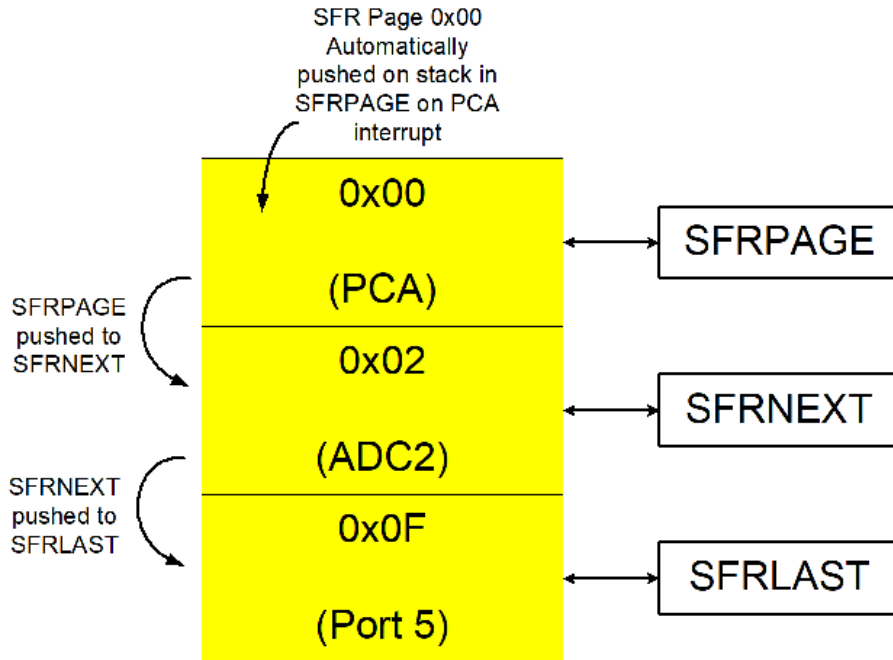 SFR Page 0x00
Automatically
pushed on stack in
SFRPAGE on PCA
interrupt
0x00
(PCA)
SFRPAGE
SFRPAGE
pushed to
SFRNEXT
0x02
(ADC2)
SFRNEXT
SFRNEXT
pushed to
SFRLAST
0x0F
(Port 5)
SFRLAST